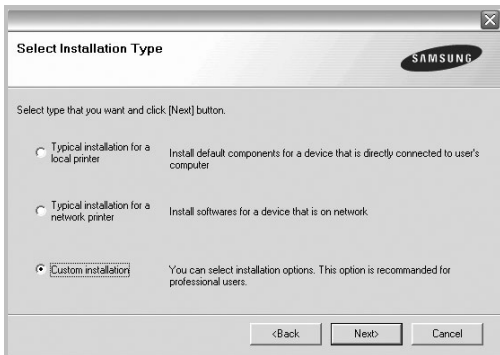 Select Installation Type
SAMSUNG
Select type that you want and click [Next] button.
Typical installation for a
local printer
Install default components for a device that is directly connected to user's
computer
Typical installation for a
network printer
Install softwares for a device that is on network
Custom installation
You can select installation options. This option is recommanded for
professional users.
<Back
Next>
Cancel